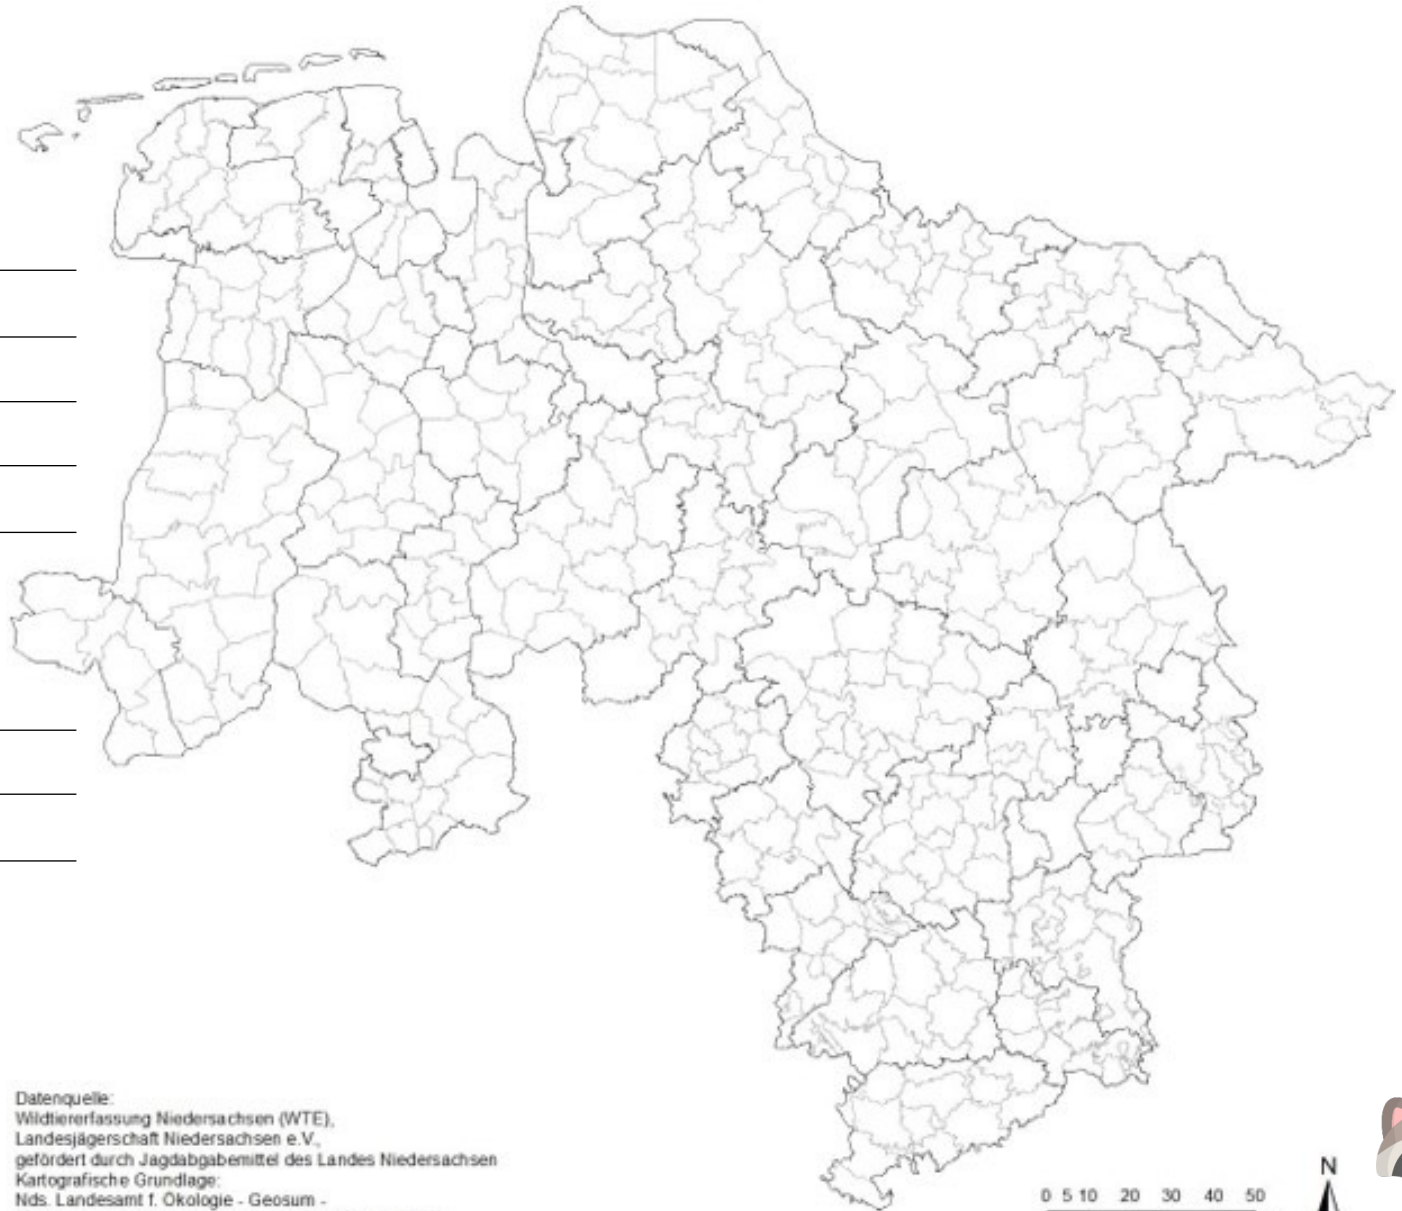 Datenquelle:
Wildtiererfassung Niedersachsen (WTE),
Landesjägerschaft Niedersachsen e.V.,
gefördert durch Jagdabgabemittel des Landes Niedersachsen
Kartografische Grundlage:
Nds. Landesamt f. Ökologie - Geosum -
N
0 5 10 20 30 40 50